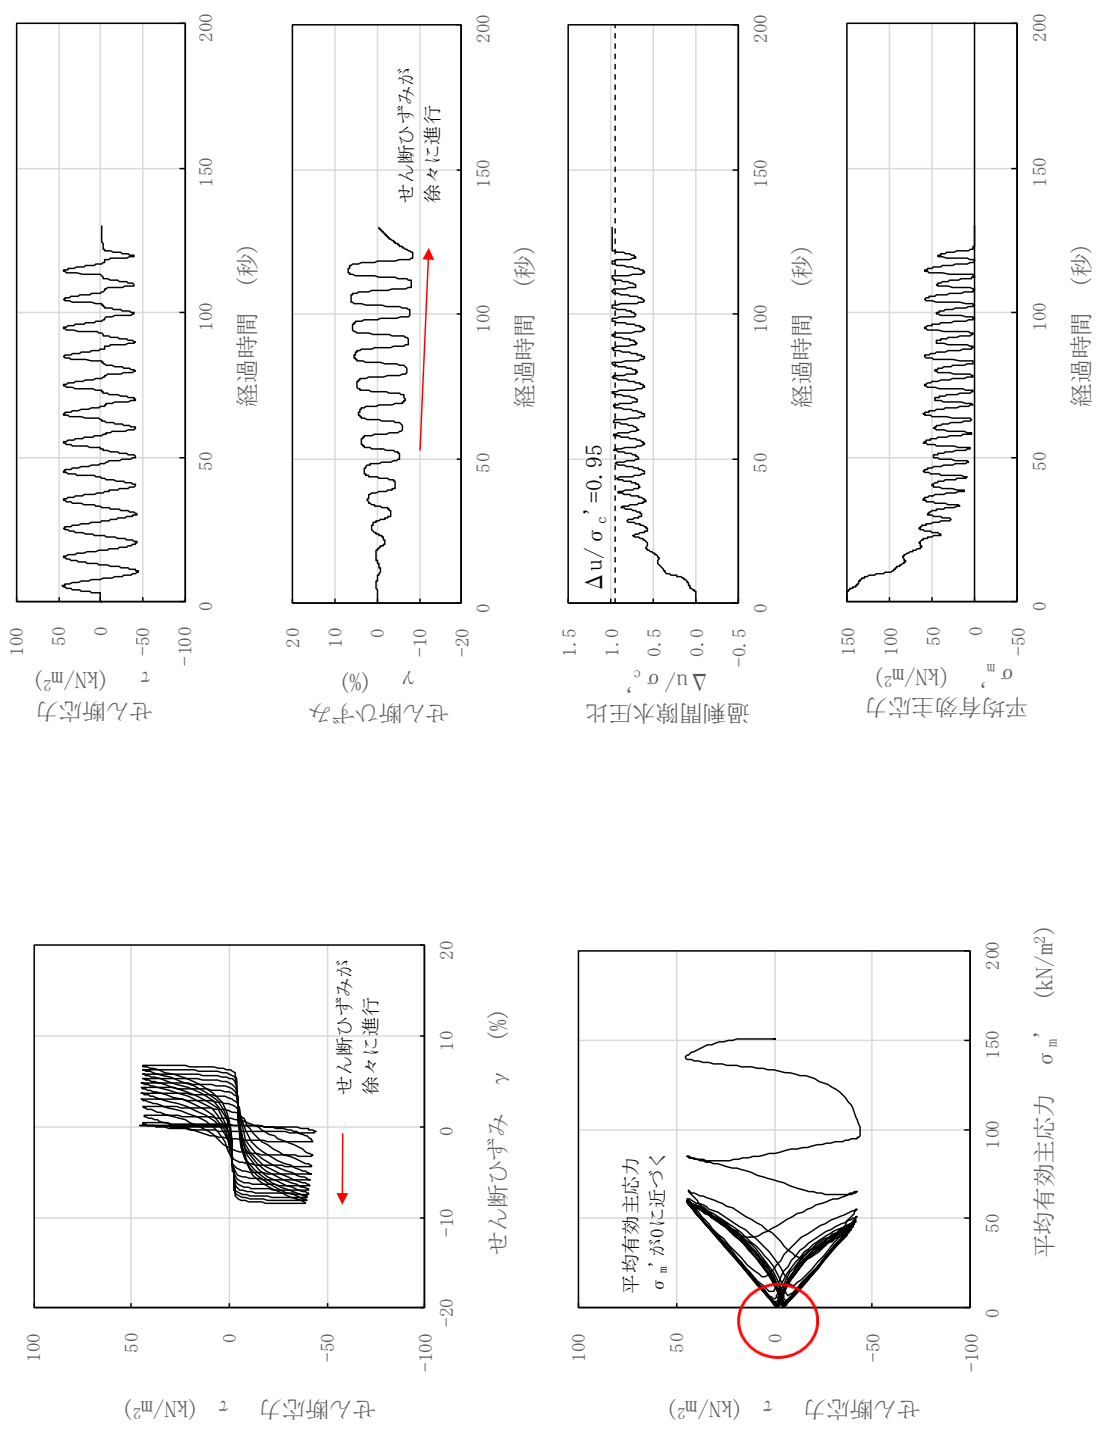 せん断応力
τ (kN/m²)
100
50
0
-50
-100
0
50
100
150
200
経過時間 (秒)
せん断ひずみ
γ (%)
20
10
0
-10
-20
せん断ひずみが
徐々に進行
0
50
100
150
200
経過時間 (秒)
過剰間隙水圧比
Δu/σc’
1.5
1.0
0.5
0.0
-0.5
Δu/σc’=0.95
0
50
100
150
200
経過時間 (秒)
平均有効主応力
σm’ (kN/m²)
150
100
50
0
-50
0
50
100
150
200
経過時間 (秒)
せん断応力 τ (kN/m²)
100
50
0
-50
-100
せん断ひずみが
徐々に進行
-20
-10
0
10
20
せん断ひずみ γ (%)
せん断応力 τ (kN/m²)
100
50
0
-50
-100
平均有効主応力
σm’が0に近づく
0
50
100
150
200
平均有効主応力 σm’ (kN/m²)